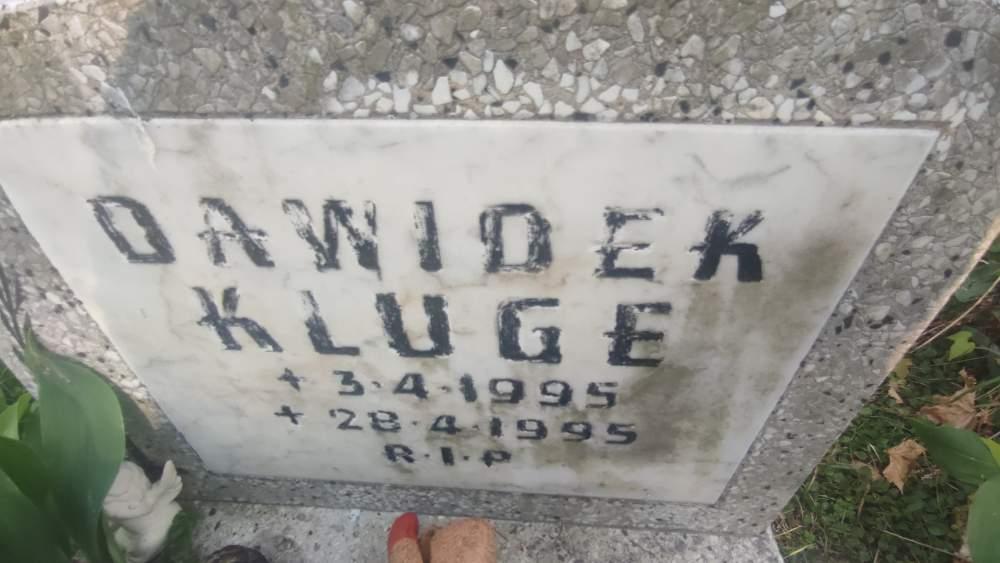 DAWIDEK
KLUGE
+ 3·4·1995
+ 28·4·1995
R·I·P